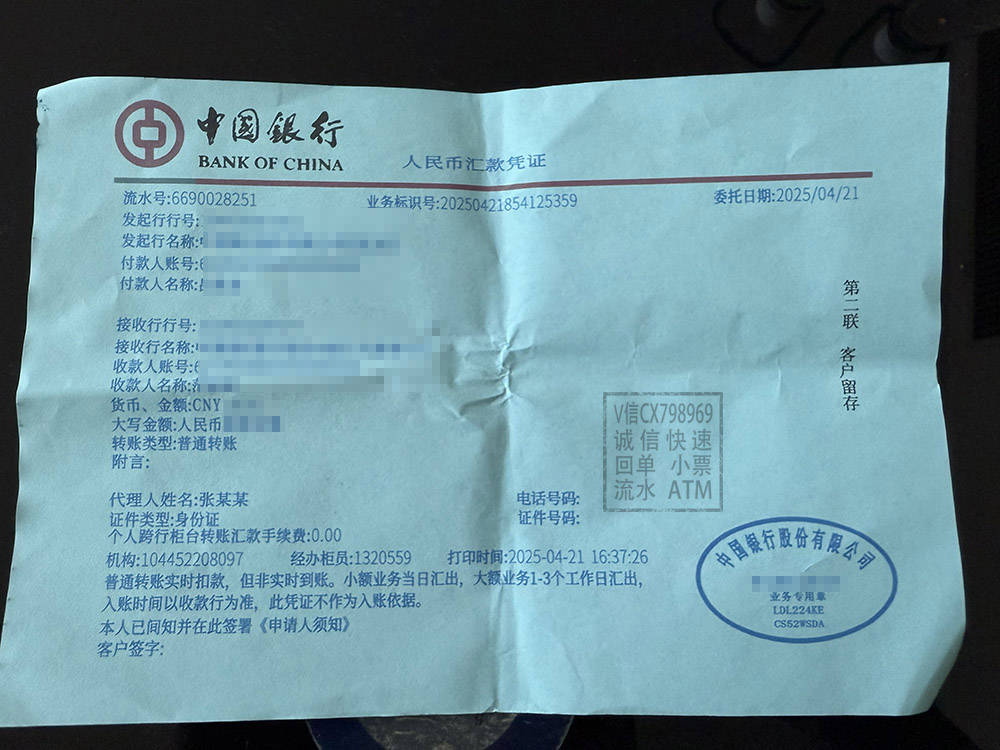 中国银行
BANK OF CHINA
人民币汇款凭证
流水号:6690028251 业务标识号:20250421854125359 委托日期:2025/04/21
发起行行号:
发起行名称:
付款人账号:6
付款人名称:
接收行行号:
接收行名称:
收款人账号:6
收款人名称:
货币、金额:CNY
大写金额:人民币
转账类型:普通转账
附言:
第二联 客户留存
V信CX798969
诚信快速
回单 小票
流水 ATM
代理人姓名:张某某 电话号码:
证件类型:身份证 证件号码:
个人跨行柜台转账汇款手续费:0.00
机构:104452208097 经办柜员:1320559 打印时间:2025-04-21 16:37:26
普通转账实时扣款，但非实时到账。小额业务当日汇出，大额业务1-3个工作日汇出，
入账时间以收款行为准，此凭证不作为入账依据。
本人已间知并在此签署《申请人须知》
客户签字:
中国银行股份有限公司
业务专用章
LDL224KE
CS52WSDA